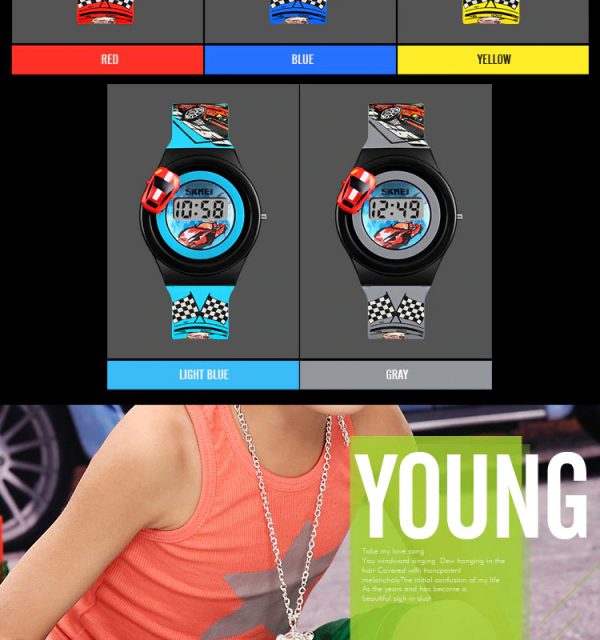 RED
BLUE
YELLOW
SKMEI
10:58
SKMEI
12:49
LIGHT BLUE
GRAY
YOUNG
Take my love song
You windward singing Dew hanging in the
hair Covered with transparent
melancholyThe initial confusion of my life
As the years and has become a
beautiful sigh in dust